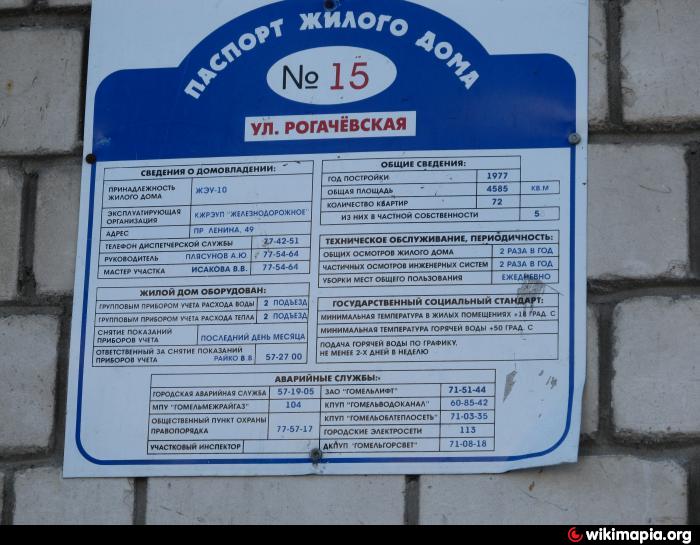 ПАСПОРТ ЖИЛОГО ДОМА
№ 15
УЛ. РОГАЧЁВСКАЯ
СВЕДЕНИЯ О ДОМОВЛАДЕНИИ:
ПРИНАДЛЕЖНОСТЬ ЖИЛОГО ДОМА ЖЭУ-10
ЭКСПЛУАТИРУЮЩАЯ ОРГАНИЗАЦИЯ КЖРЭУП "ЖЕЛЕЗНОДОРОЖНОЕ"
АДРЕС ПР. ЛЕНИНА, 49
ТЕЛЕФОН ДИСПЕТЧЕРСКОЙ СЛУЖБЫ 77-42-51
РУКОВОДИТЕЛЬ ПЛЯСУНОВ А.Ю. 77-54-64
МАСТЕР УЧАСТКА ИСАКОВА В.В. 77-54-64
ЖИЛОЙ ДОМ ОБОРУДОВАН:
ГРУППОВЫМ ПРИБОРОМ УЧЕТА РАСХОДА ВОДЫ 2 ПОДЪЕЗД
ГРУППОВЫМ ПРИБОРОМ УЧЕТА РАСХОДА ТЕПЛА 2 ПОДЪЕЗД
СНЯТИЕ ПОКАЗАНИЙ ПРИБОРОВ УЧЕТА ПОСЛЕДНИЙ ДЕНЬ МЕСЯЦА
ОТВЕТСТВЕННЫЙ ЗА СНЯТИЕ ПОКАЗАНИЙ ПРИБОРОВ УЧЕТА РАЙКО В.В 57-27 00
ОБЩИЕ СВЕДЕНИЯ:
ГОД ПОСТРОЙКИ 1977
ОБЩАЯ ПЛОЩАДЬ 4585 КВ.М
КОЛИЧЕСТВО КВАРТИР 72
ИЗ НИХ В ЧАСТНОЙ СОБСТВЕННОСТИ 5
ТЕХНИЧЕСКОЕ ОБСЛУЖИВАНИЕ, ПЕРИОДИЧНОСТЬ:
ОБЩИХ ОСМОТРОВ ЖИЛОГО ДОМА 2 РАЗА В ГОД
ЧАСТИЧНЫХ ОСМОТРОВ ИНЖЕНЕРНЫХ СИСТЕМ 2 РАЗА В ГОД
УБОРКИ МЕСТ ОБЩЕГО ПОЛЬЗОВАНИЯ ЕЖЕДНЕВНО
ГОСУДАРСТВЕННЫЙ СОЦИАЛЬНЫЙ СТАНДАРТ:
МИНИМАЛЬНАЯ ТЕМПЕРАТУРА В ЖИЛЫХ ПОМЕЩЕНИЯХ +18 ГРАД. С
МИНИМАЛЬНАЯ ТЕМПЕРАТУРА ГОРЯЧЕЙ ВОДЫ +50 ГРАД. С
ПОДАЧА ГОРЯЧЕЙ ВОДЫ ПО ГРАФИКУ,
НЕ МЕНЕЕ 2-Х ДНЕЙ В НЕДЕЛЮ
АВАРИЙНЫЕ СЛУЖБЫ:
ГОРОДСКАЯ АВАРИЙНАЯ СЛУЖБА 57-19-05
МПУ "ГОМЕЛЬМЕЖРАЙГАЗ" 104
ОБЩЕСТВЕННЫЙ ПУНКТ ОХРАНЫ ПРАВОПОРЯДКА 77-57-17
УЧАСТКОВЫЙ ИНСПЕКТОР
ЗАО "ГОМЕЛЬЛИФТ" 71-51-44
КПУП "ГОМЕЛЬВОДОКАНАЛ" 60-85-42
КПУП "ГОМЕЛЬОБЛТЕПЛОСЕТЬ" 71-03-35
ГОРОДСКИЕ ЭЛЕКТРОСЕТИ 113
ДКПУП "ГОМЕЛЬГОРСВЕТ" 71-08-18
wikimapia.org